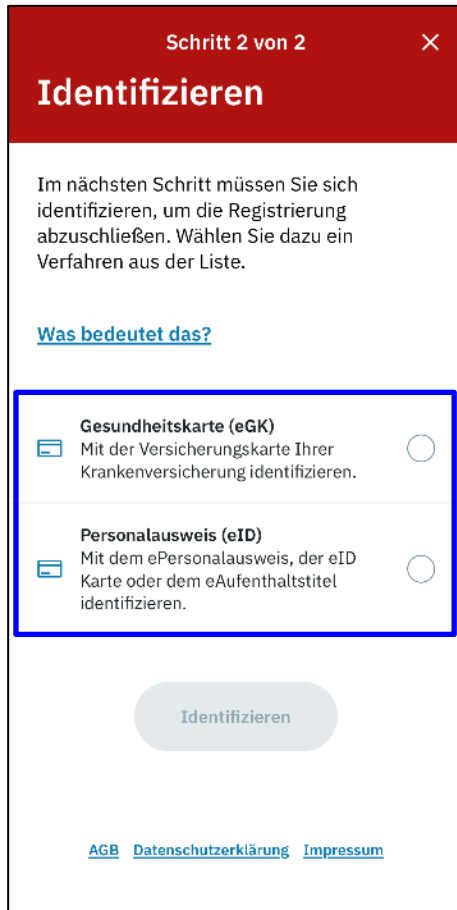 Schritt 2 von 2
Identifizieren
Im nächsten Schritt müssen Sie sich
identifizieren, um die Registrierung
abzuschließen. Wählen Sie dazu ein
Verfahren aus der Liste.
Was bedeutet das?
Gesundheitskarte (eGK)
Mit der Versicherungskarte Ihrer
Krankenversicherung identifizieren.
Personalausweis (eID)
Mit dem ePersonalausweis, der eID
Karte oder dem eAufenthaltstitel
identifizieren.
Identifizieren
AGB Datenschutzerklärung Impressum